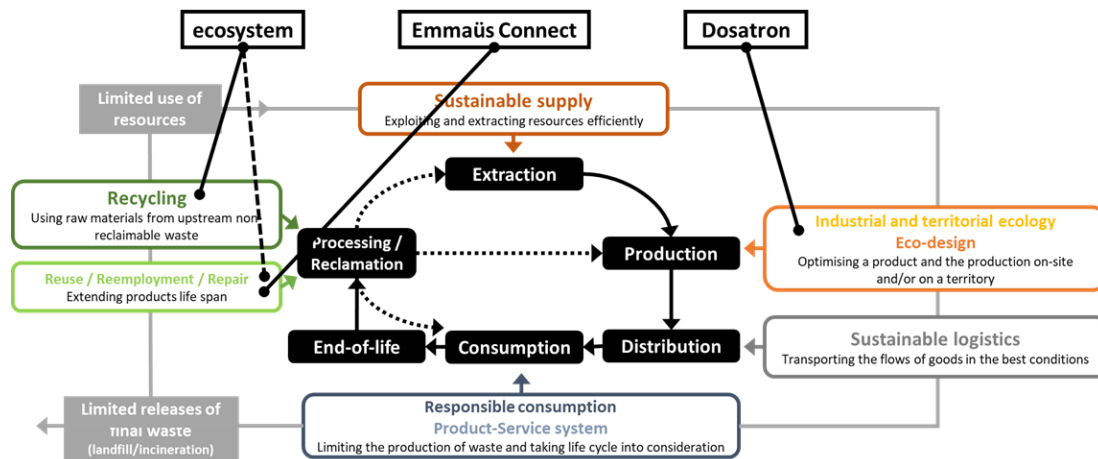 ecosystem
Emmaüs Connect
Dosatron
Limited use of
resources
Sustainable supply
Exploiting and extracting resources efficiently
Extraction
Recycling
Using raw materials from upstream non
reclaimable waste
Processing /
Reclamation
Production
Industrial and territorial ecology
Eco-design
Optimising a product and the production on-site
and/or on a territory
Reuse / Reemployment / Repair
Extending products life span
End-of-life
Consumption
Distribution
Sustainable logistics
Transporting the flows of goods in the best conditions
Limited releases of
final waste
(landfill/incineration)
Responsible consumption
Product-Service system
Limiting the production of waste and taking life cycle into consideration